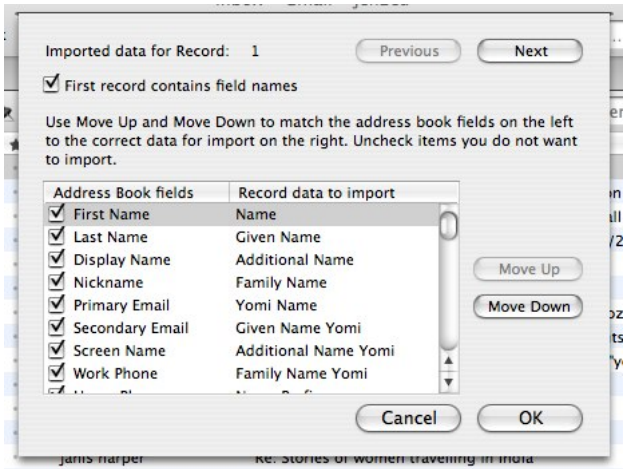 Imported data for Record: 1 Previous Next
First record contains field names
Use Move Up and Move Down to match the address book fields on the left
to the correct data for import on the right. Uncheck items you do not want
to import.
Address Book fields Record data to import
First Name Name
Last Name Given Name
Display Name Additional Name
Nickname Family Name
Primary Email Yomi Name
Secondary Email Given Name Yomi
Screen Name Additional Name Yomi
Work Phone Family Name Yomi
Move Up
Move Down
Cancel OK
janis harper Re: Stories of women travelling in India